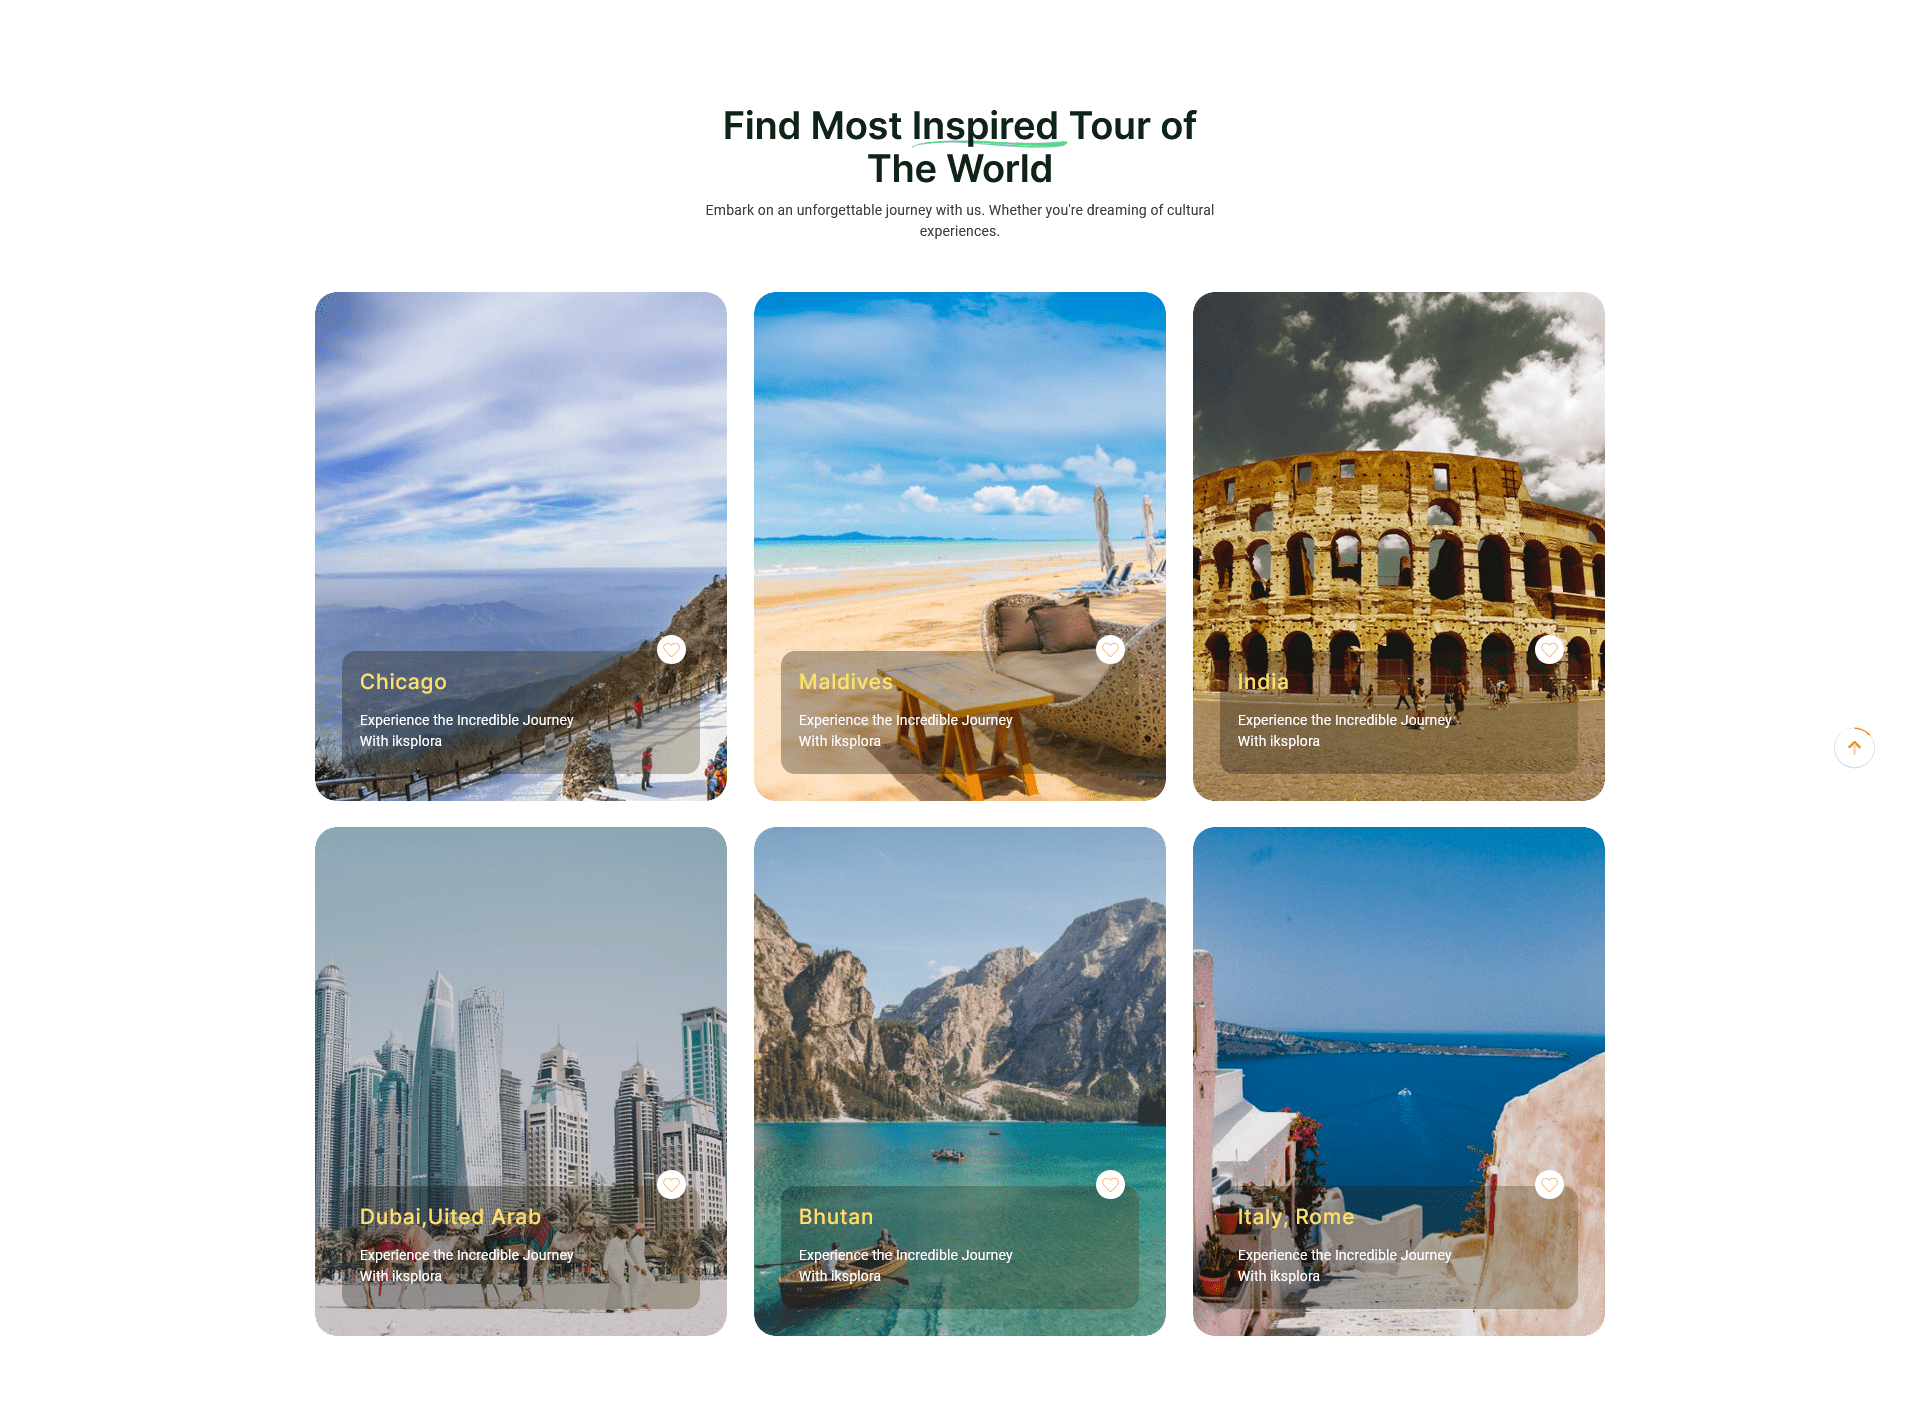 Find Most Inspired Tour of
The World
Embark on an unforgettable journey with us. Whether you're dreaming of cultural
experiences.
Chicago
Experience the Incredible Journey
With iksplora
Maldives
Experience the Incredible Journey
With iksplora
India
Experience the Incredible Journey
With iksplora
Dubai,Uited Arab
Experience the Incredible Journey
With iksplora
Bhutan
Experience the Incredible Journey
With iksplora
Italy, Rome
Experience the Incredible Journey
With iksplora